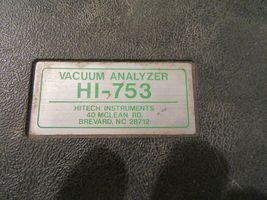 VACUUM ANALYZER
HI-753
HITECH INSTRUMENTS
40 MCLEAN RD.
BREVARD, NC 28712